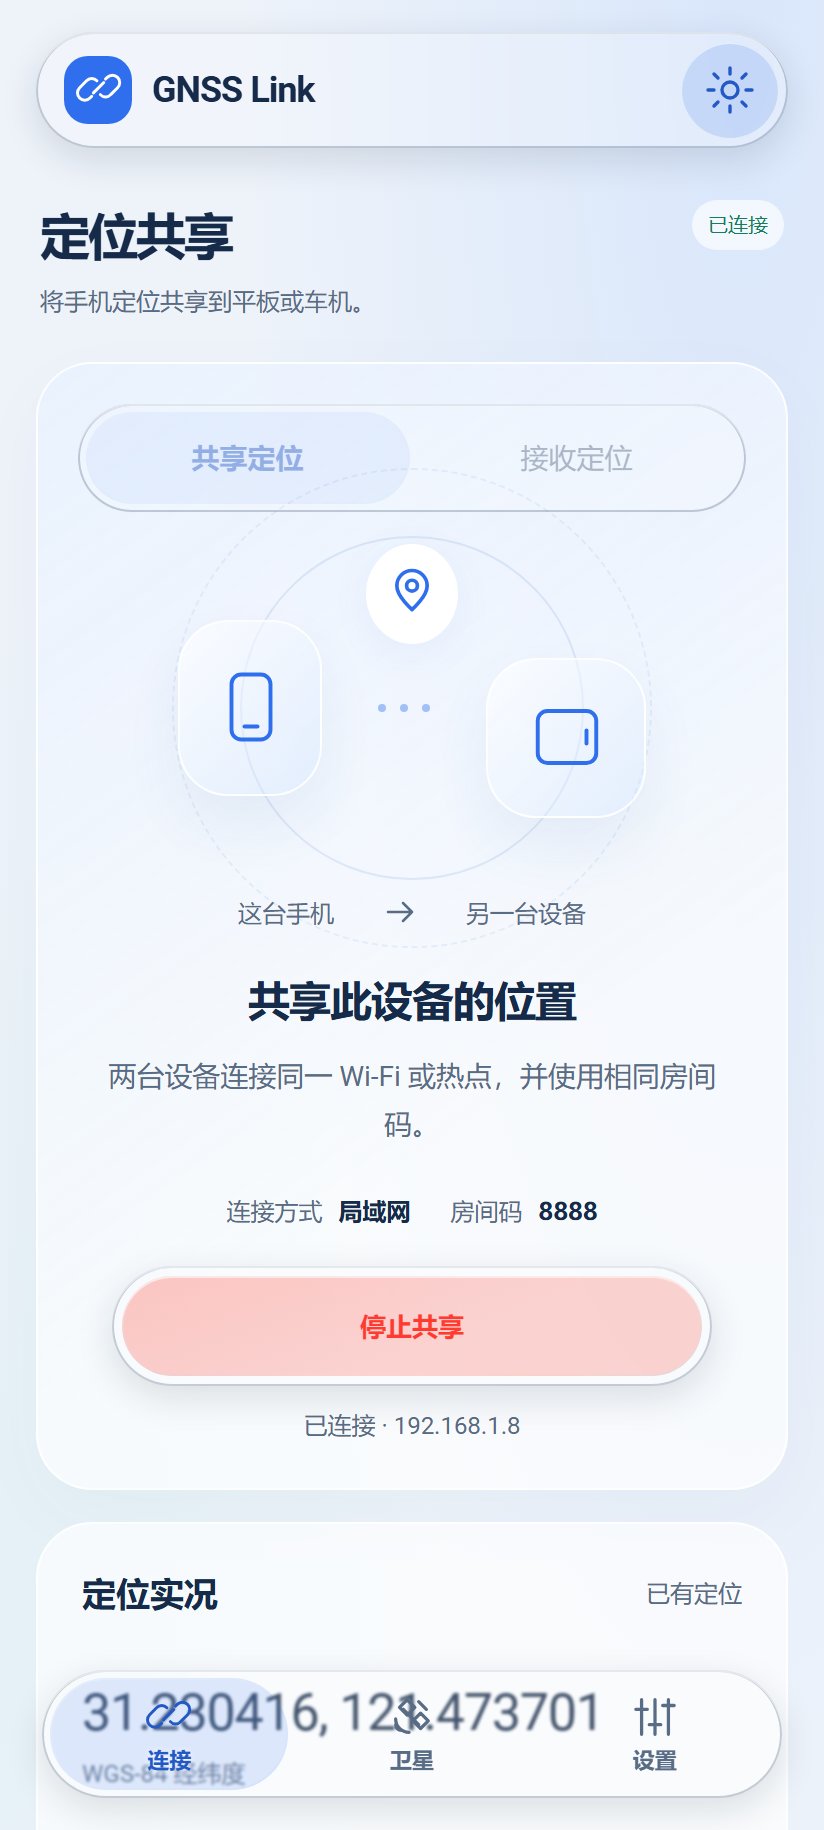 GNSS Link
定位共享
已连接
将手机定位共享到平板或车机。
共享定位
接收定位
这台手机
另一台设备
共享此设备的位置
两台设备连接同一 Wi-Fi 或热点，并使用相同房间
码。
连接方式 局域网 房间码 8888
停止共享
已连接 · 192.168.1.8
定位实况
已有定位
31.230416, 121.473701
WGS-84 经纬度
连接
卫星
设置